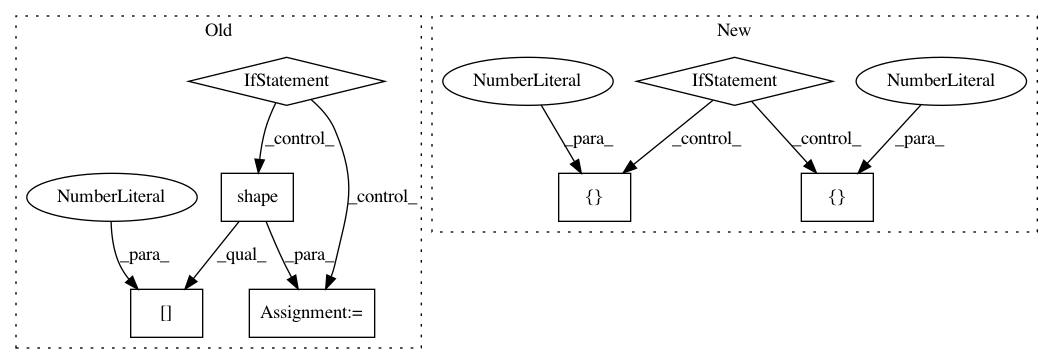 Old
New
IfStatement
NumberLiteral
IfStatement
NumberLiteral
_control_
_para_
_control_
_control_
_para_
NumberLiteral
shape
_control_
{}
{}
_para_
_qual_
_para_
[]
Assignment:=